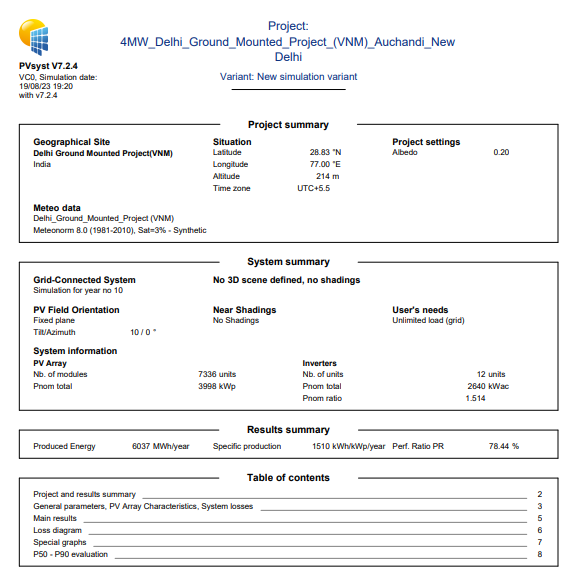 Project:
4MW_Delhi_Ground_Mounted_Project_(VNM)_Auchandi_New
Delhi
Variant: New simulation variant
PVsyst V7.2.4
VC0, Simulation date:
19/08/23 19:20
with v7.2.4
Project summary
Geographical Site
Delhi Ground Mounted Project(VNM)
India
Situation
Latitude 28.83 °N
Longitude 77.00 °E
Altitude 214 m
Time zone UTC+5.5
Project settings
Albedo 0.20
Meteo data
Delhi_Ground_Mounted_Project (VNM)
Meteonorm 8.0 (1981-2010), Sat=3% - Synthetic
System summary
Grid-Connected System
Simulation for year no 10
No 3D scene defined, no shadings
PV Field Orientation
Fixed plane
Tilt/Azimuth 10 / 0 °
Near Shadings
No Shadings
User's needs
Unlimited load (grid)
System information
PV Array
Nb. of modules 7336 units
Pnom total 3998 kWp
Inverters
Nb. of units 12 units
Pnom total 2640 kWac
Pnom ratio 1.514
Results summary
Produced Energy 6037 MWh/year Specific production 1510 kWh/kWp/year Perf. Ratio PR 78.44 %
Table of contents
Project and results summary 2
General parameters, PV Array Characteristics, System losses 3
Main results 5
Loss diagram 6
Special graphs 7
P50 - P90 evaluation 8